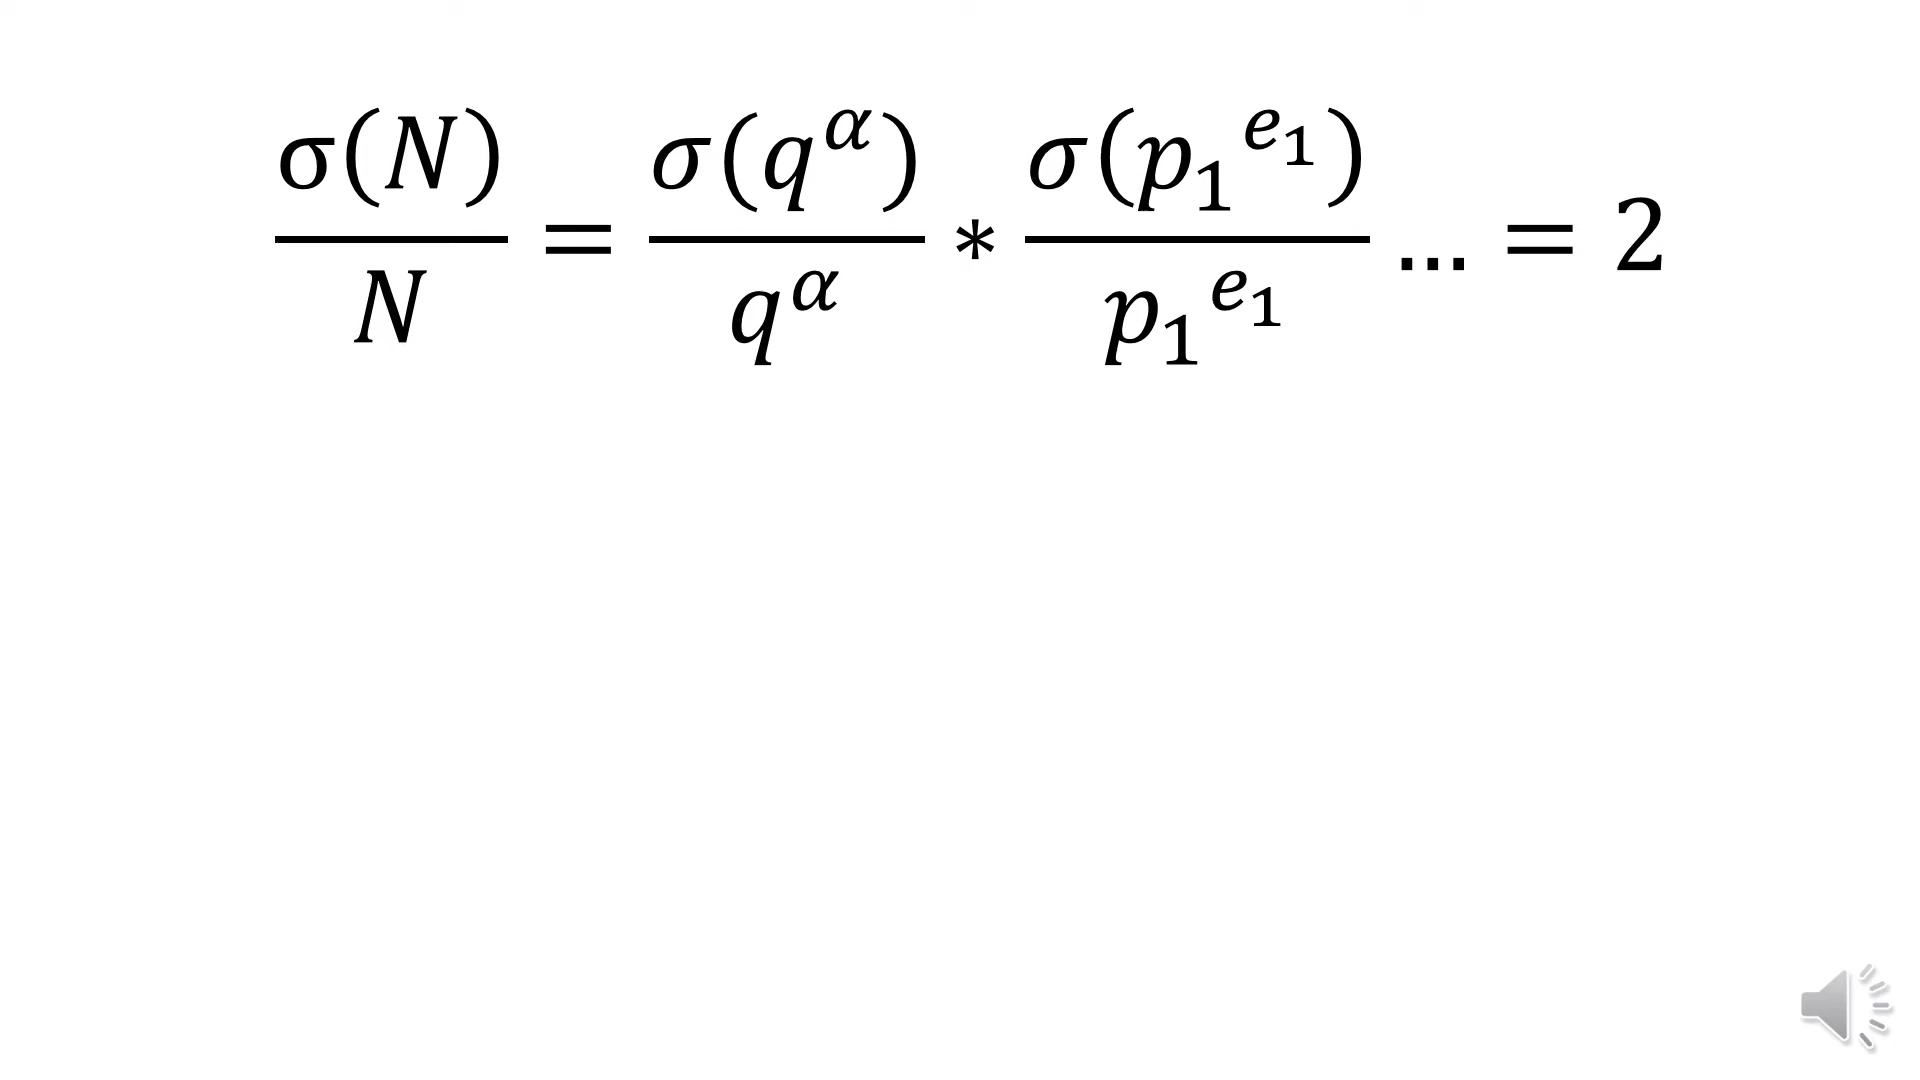 σ(N)/N = σ(q^α)/q^α * σ(p₁^e₁)/p₁^e₁ ... = 2